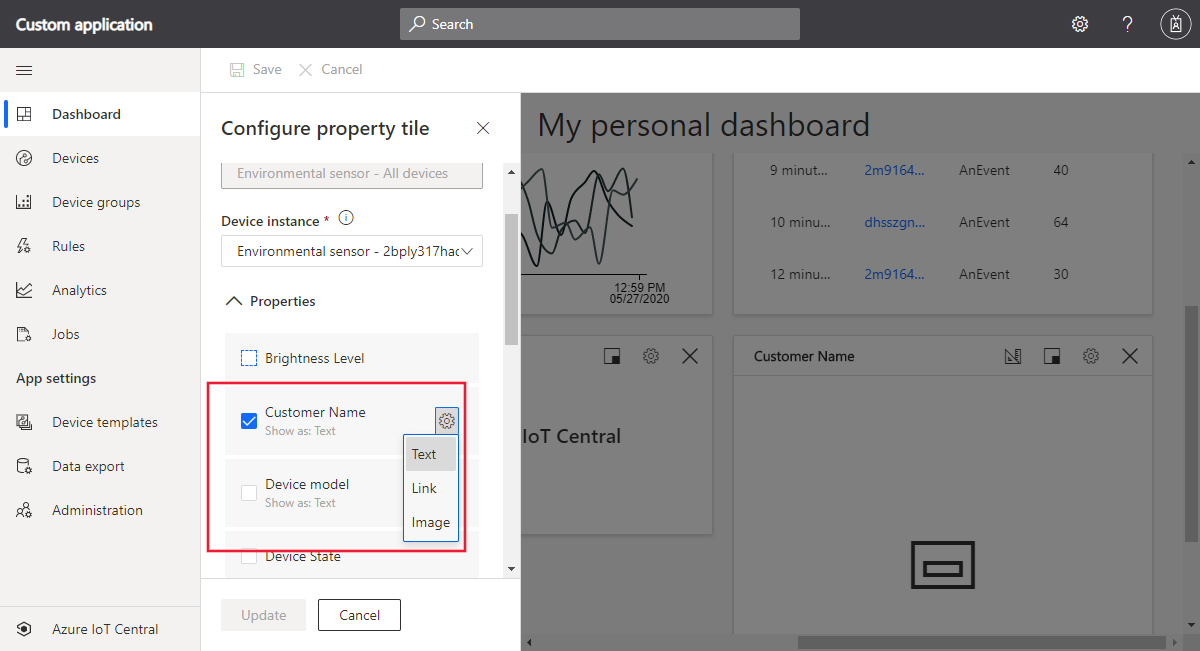 Custom application
Search
Save
Cancel
Dashboard
Devices
Device groups
Rules
Analytics
Jobs
App settings
Device templates
Data export
Administration
Azure IoT Central
Configure property tile
Environmental sensor - All devices
Device instance *
Environmental sensor - 2bply317hac
Properties
Brightness Level
Customer Name
Show as: Text
Device model
Show as: Text
Device State
Text
Link
Image
Update
Cancel
My personal dashboard
12:59 PM
05/27/2020
9 minut... 2m9164... AnEvent 40
10 minu... dhsszgn... AnEvent 64
12 minu... 2m9164... AnEvent 30
IoT Central
Customer Name